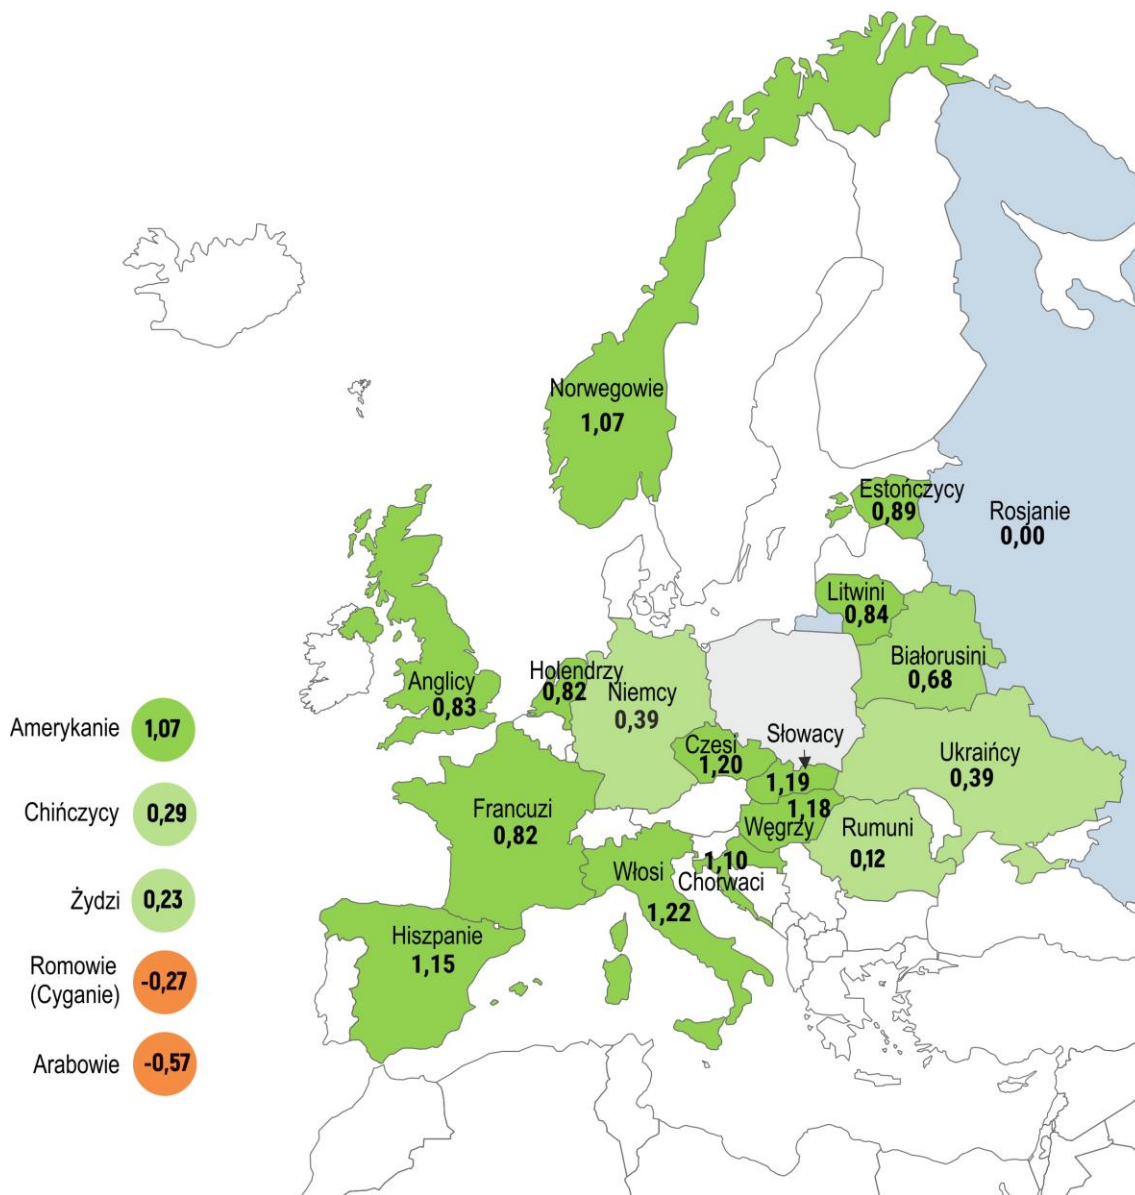 Norwegowie
1,07
Estończycy
0,89
Rosjanie
0,00
Litwini
0,84
Białorusini
0,68
Holendrzy
0,82
Niemcy
0,39
Anglicy
0,83
Słowacy
1,19
Czesi
1,20
Ukraińcy
0,39
Amerykanie 1,07
Chińczycy 0,29
Żydzi 0,23
Romowie
(Cyganie) -0,27
Arabowie -0,57
Francuzi
0,82
1,18
Węgrzy
Rumuni
0,12
Włosi
1,22
1,10
Chorwaci
Hiszpanie
1,15